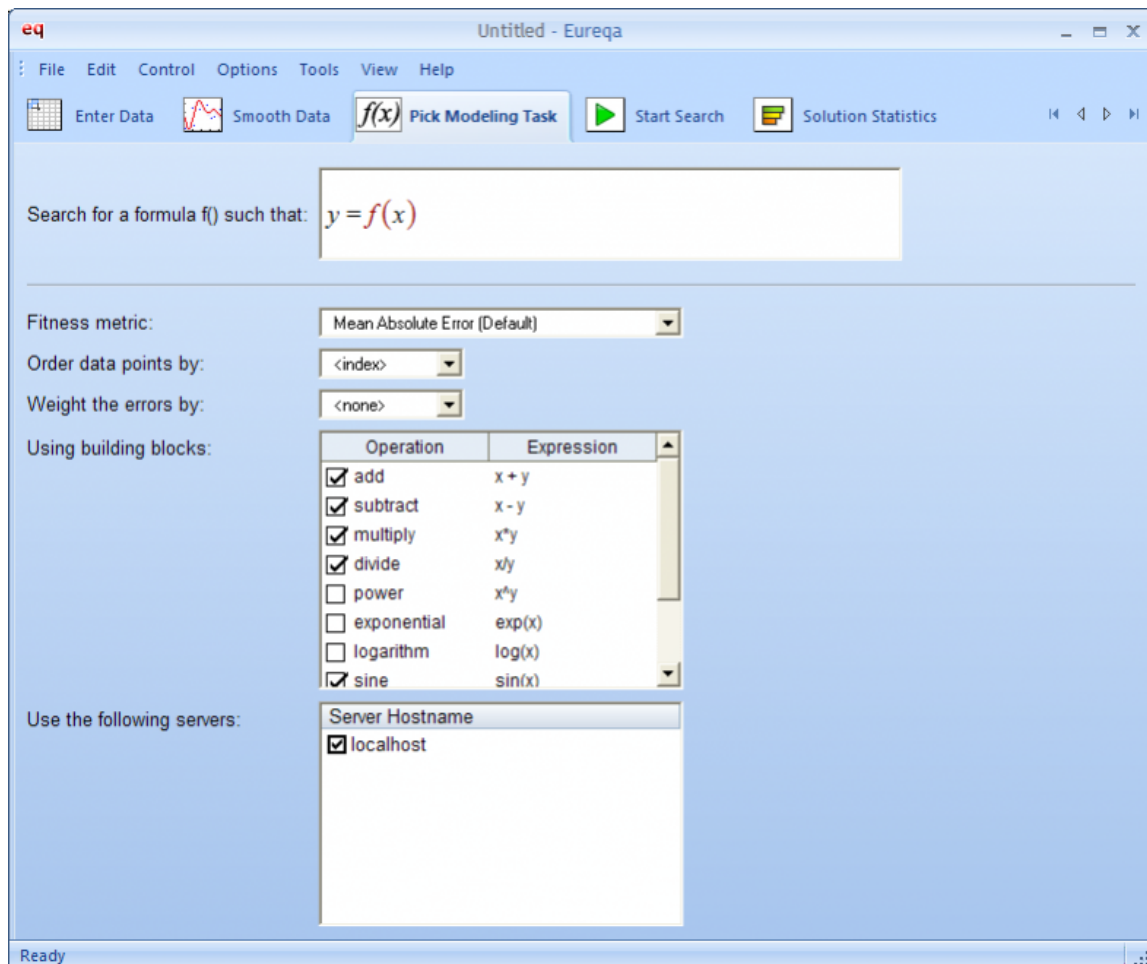 eq Untitled - Eureqa
File Edit Control Options Tools View Help
Enter Data Smooth Data f(x) Pick Modeling Task Start Search Solution Statistics
Search for a formula f() such that: y = f(x)
Fitness metric: Mean Absolute Error (Default)
Order data points by: <index>
Weight the errors by: <none>
Using building blocks: Operation Expression
add x + y
subtract x - y
multiply x*y
divide x/y
power x^y
exponential exp(x)
logarithm log(x)
sine sin(x)
Use the following servers: Server Hostname
localhost
Ready